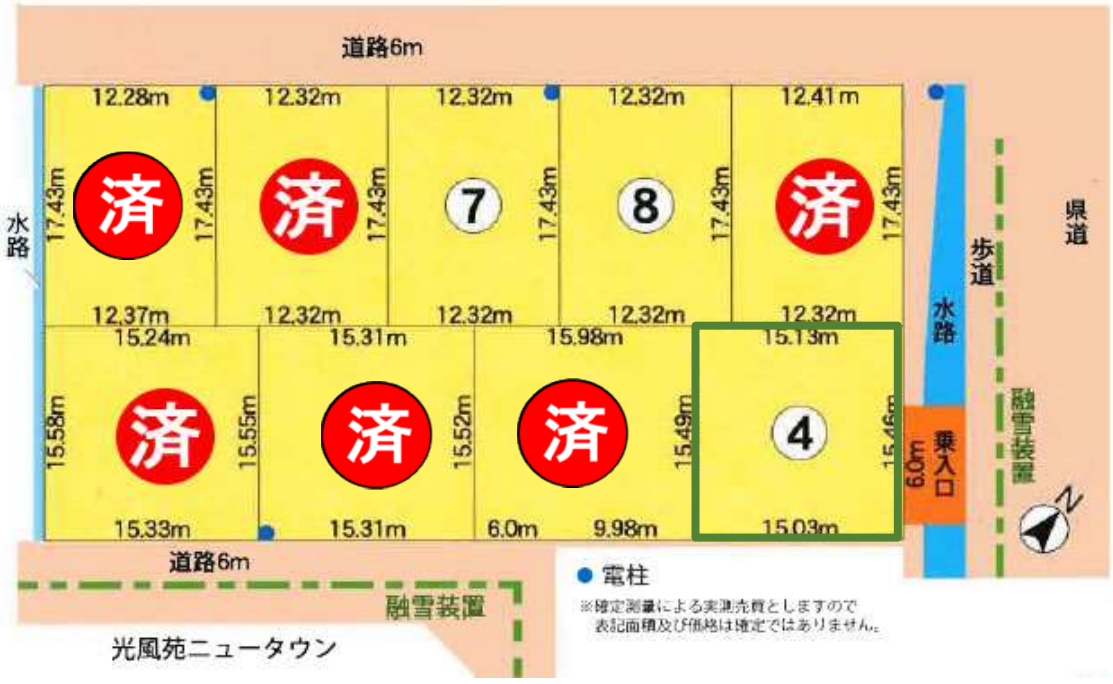 道路6m
12.28m 12.32m 12.32m 12.32m 12.41m
17.43m 済 17.43m 済 17.43m 7 17.43m 8 17.43m 済 17.43m
水路
県道
歩道
12.37m 12.32m 12.32m 12.32m 12.32m
水路
15.24m 15.31m 15.98m 15.13m
15.58m 済 15.55m 済 15.52m 済 15.49m 4 15.46m
6.0m 乗入口
融雪装置
N
15.33m 15.31m 6.0m 9.98m 15.03m
道路6m
電柱
融雪装置
※確定測量による実測売買としますので
表記面積及び価格は確定ではありません。
光風苑ニュータウン